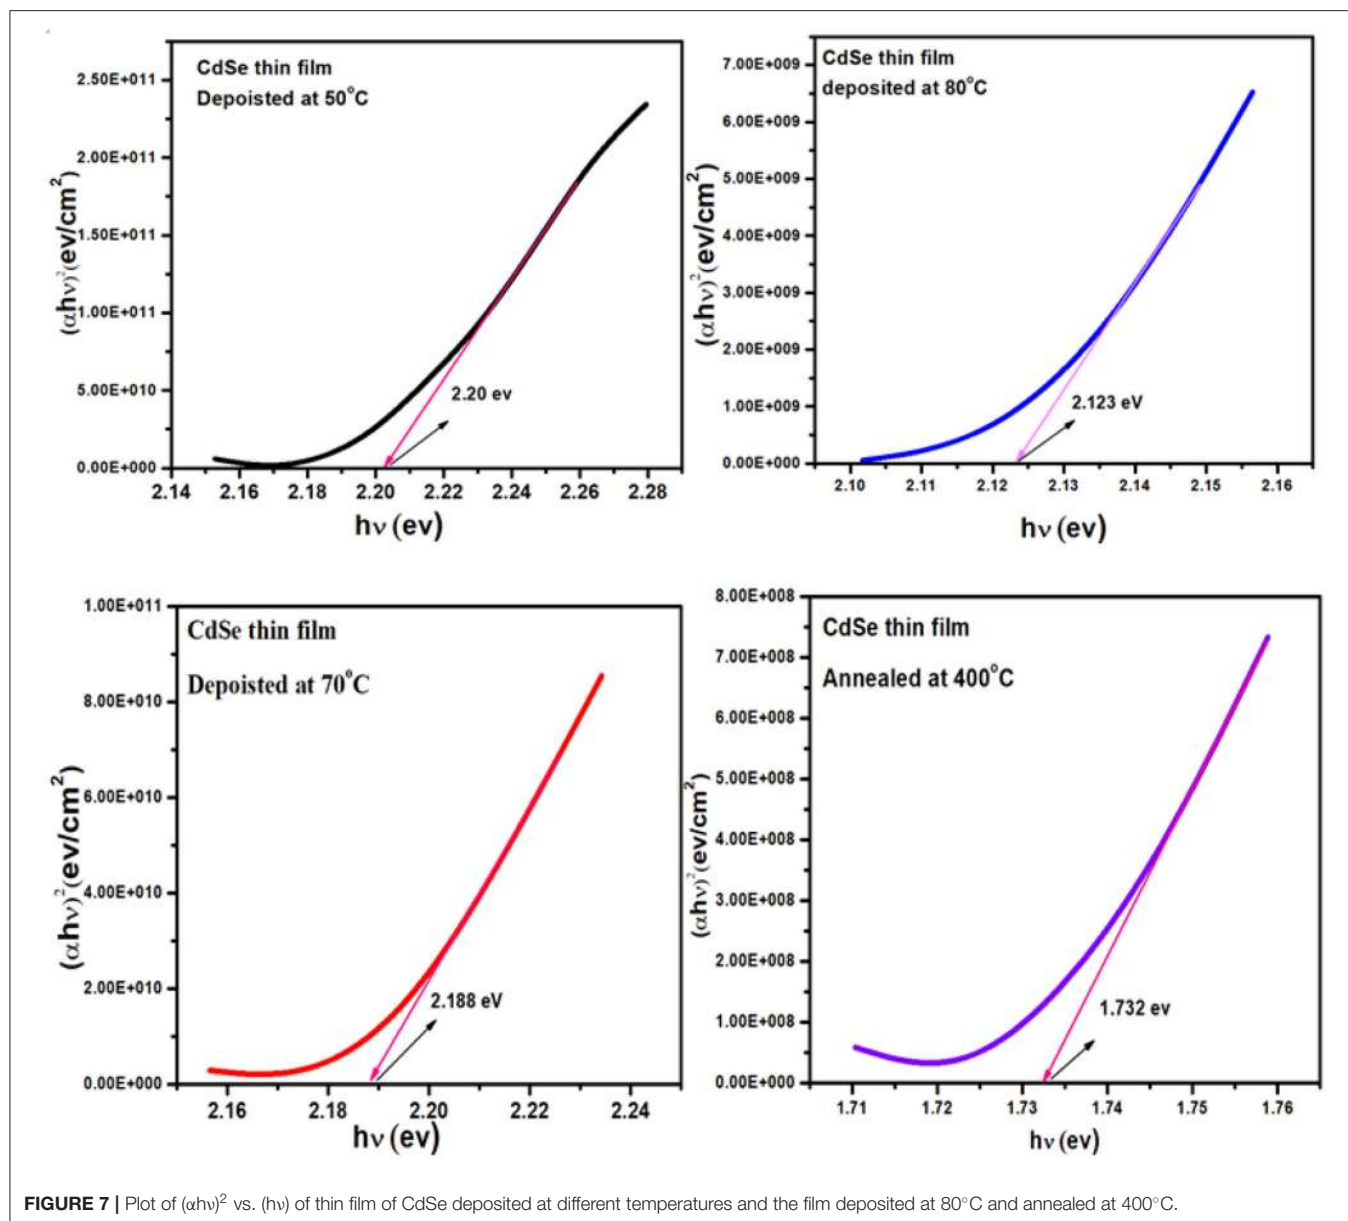 CdSe thin film
Depoisted at 50°C
2.50E+011
2.00E+011
1.50E+011
1.00E+011
5.00E+010
0.00E+000
(αhν)²(ev/cm²)
2.20 ev
2.14 2.16 2.18 2.20 2.22 2.24 2.26 2.28
hν (ev)
CdSe thin film
deposited at 80°C
7.00E+009
6.00E+009
5.00E+009
4.00E+009
3.00E+009
2.00E+009
1.00E+009
0.00E+000
(αhν)²(ev/cm²)
2.123 eV
2.10 2.11 2.12 2.13 2.14 2.15 2.16
hν (ev)
CdSe thin film
Depoisted at 70°C
1.00E+011
8.00E+010
6.00E+010
4.00E+010
2.00E+010
0.00E+000
(αhν)²(ev/cm²)
2.188 eV
2.16 2.18 2.20 2.22 2.24
hν (ev)
CdSe thin film
Annealed at 400°C
8.00E+008
7.00E+008
6.00E+008
5.00E+008
4.00E+008
3.00E+008
2.00E+008
1.00E+008
0.00E+000
(αhν)²(ev/cm²)
1.732 ev
1.71 1.72 1.73 1.74 1.75 1.76
hν (ev)
FIGURE 7 | Plot of (αhν)² vs. (hν) of thin film of CdSe deposited at different temperatures and the film deposited at 80°C and annealed at 400°C.